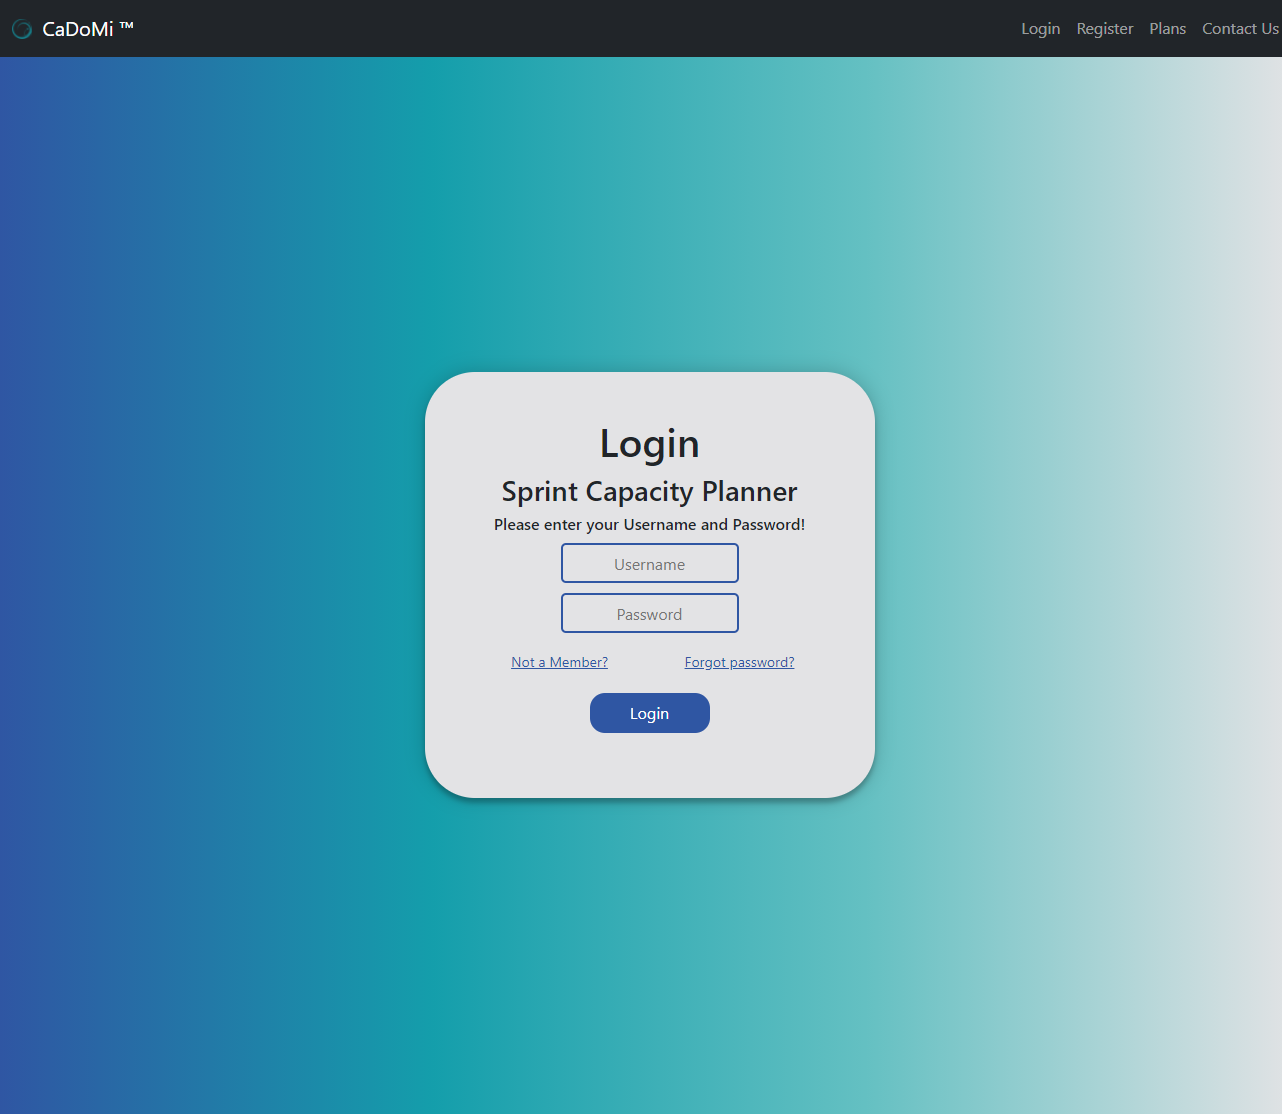 CaDoMi ™ Login Register Plans Contact Us
Login
Sprint Capacity Planner
Please enter your Username and Password!
Username
Password
Not a Member? Forgot password?
Login